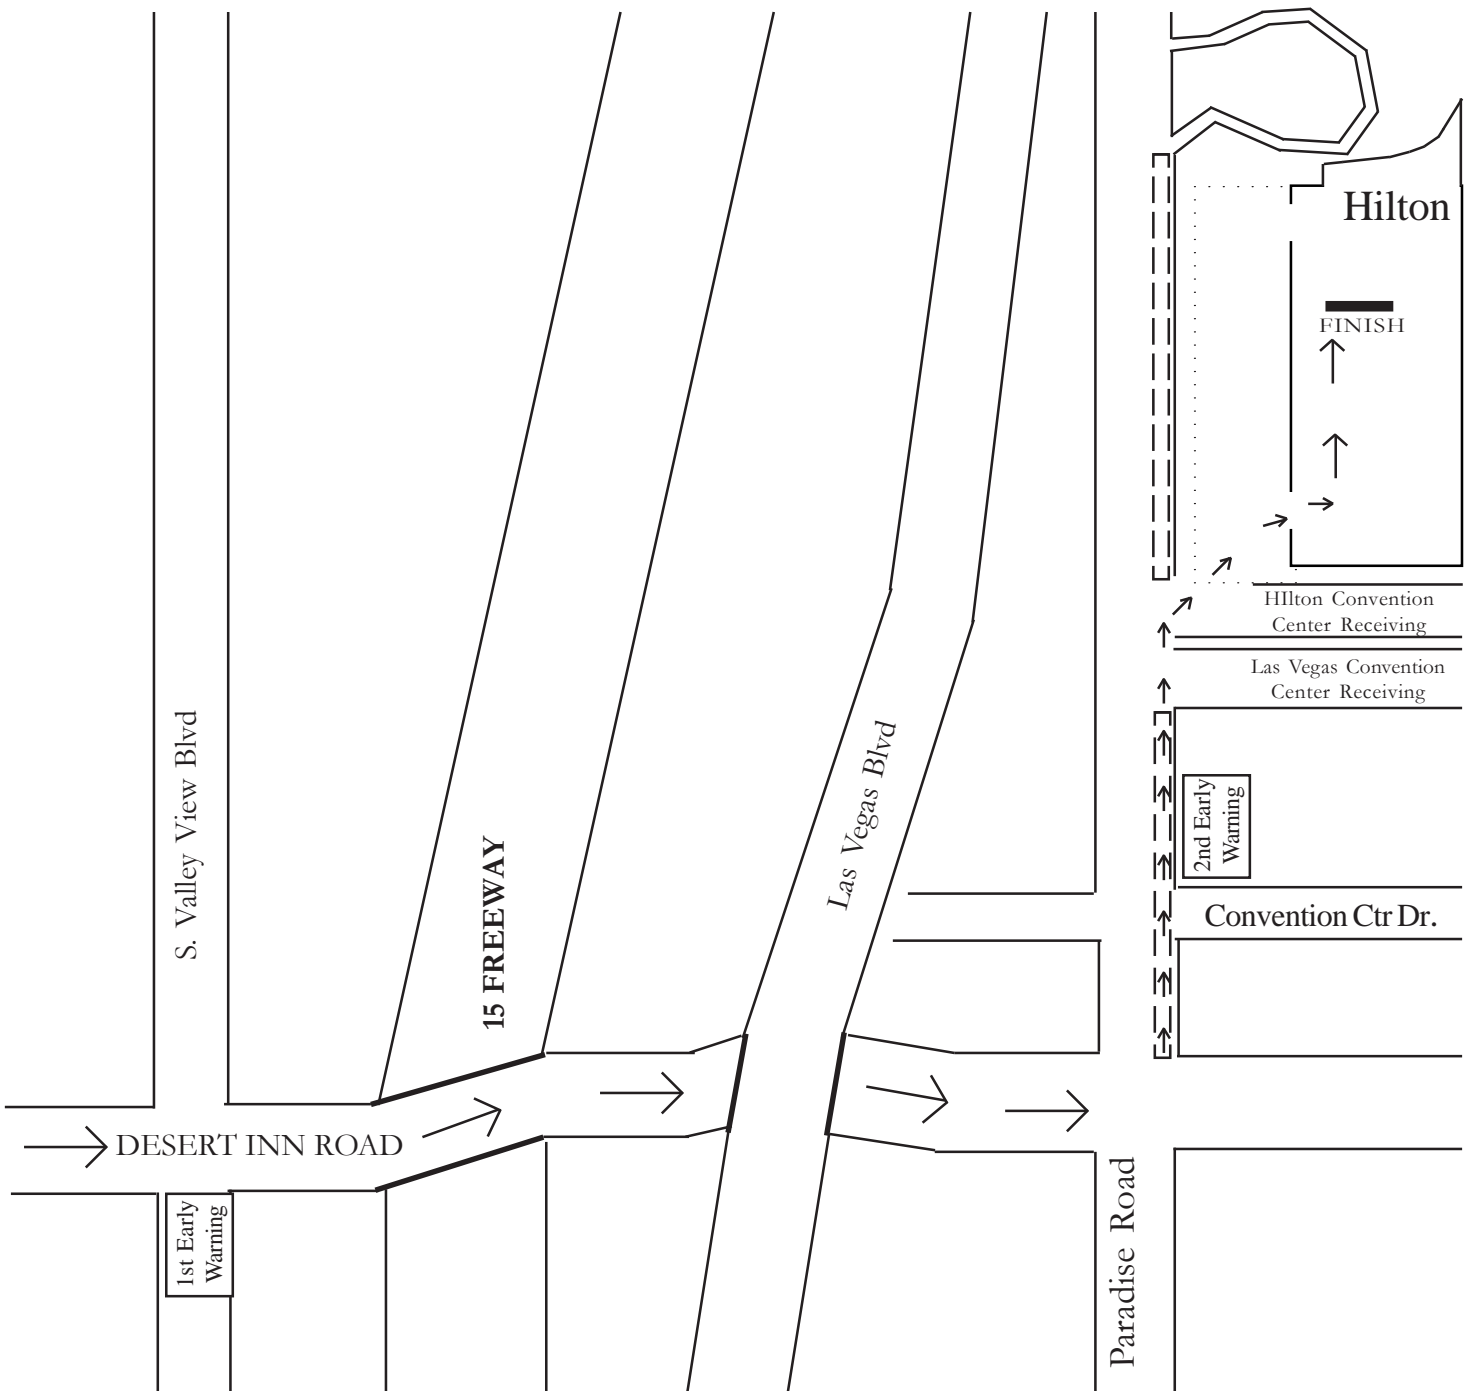 Hilton
FINISH
HIlton Convention
Center Receiving
Las Vegas Convention
Center Receiving
2nd Early
Warning
Convention Ctr Dr.
Las Vegas Blvd
S. Valley View Blvd
15 FREEWAY
DESERT INN ROAD
1st Early
Warning
Paradise Road